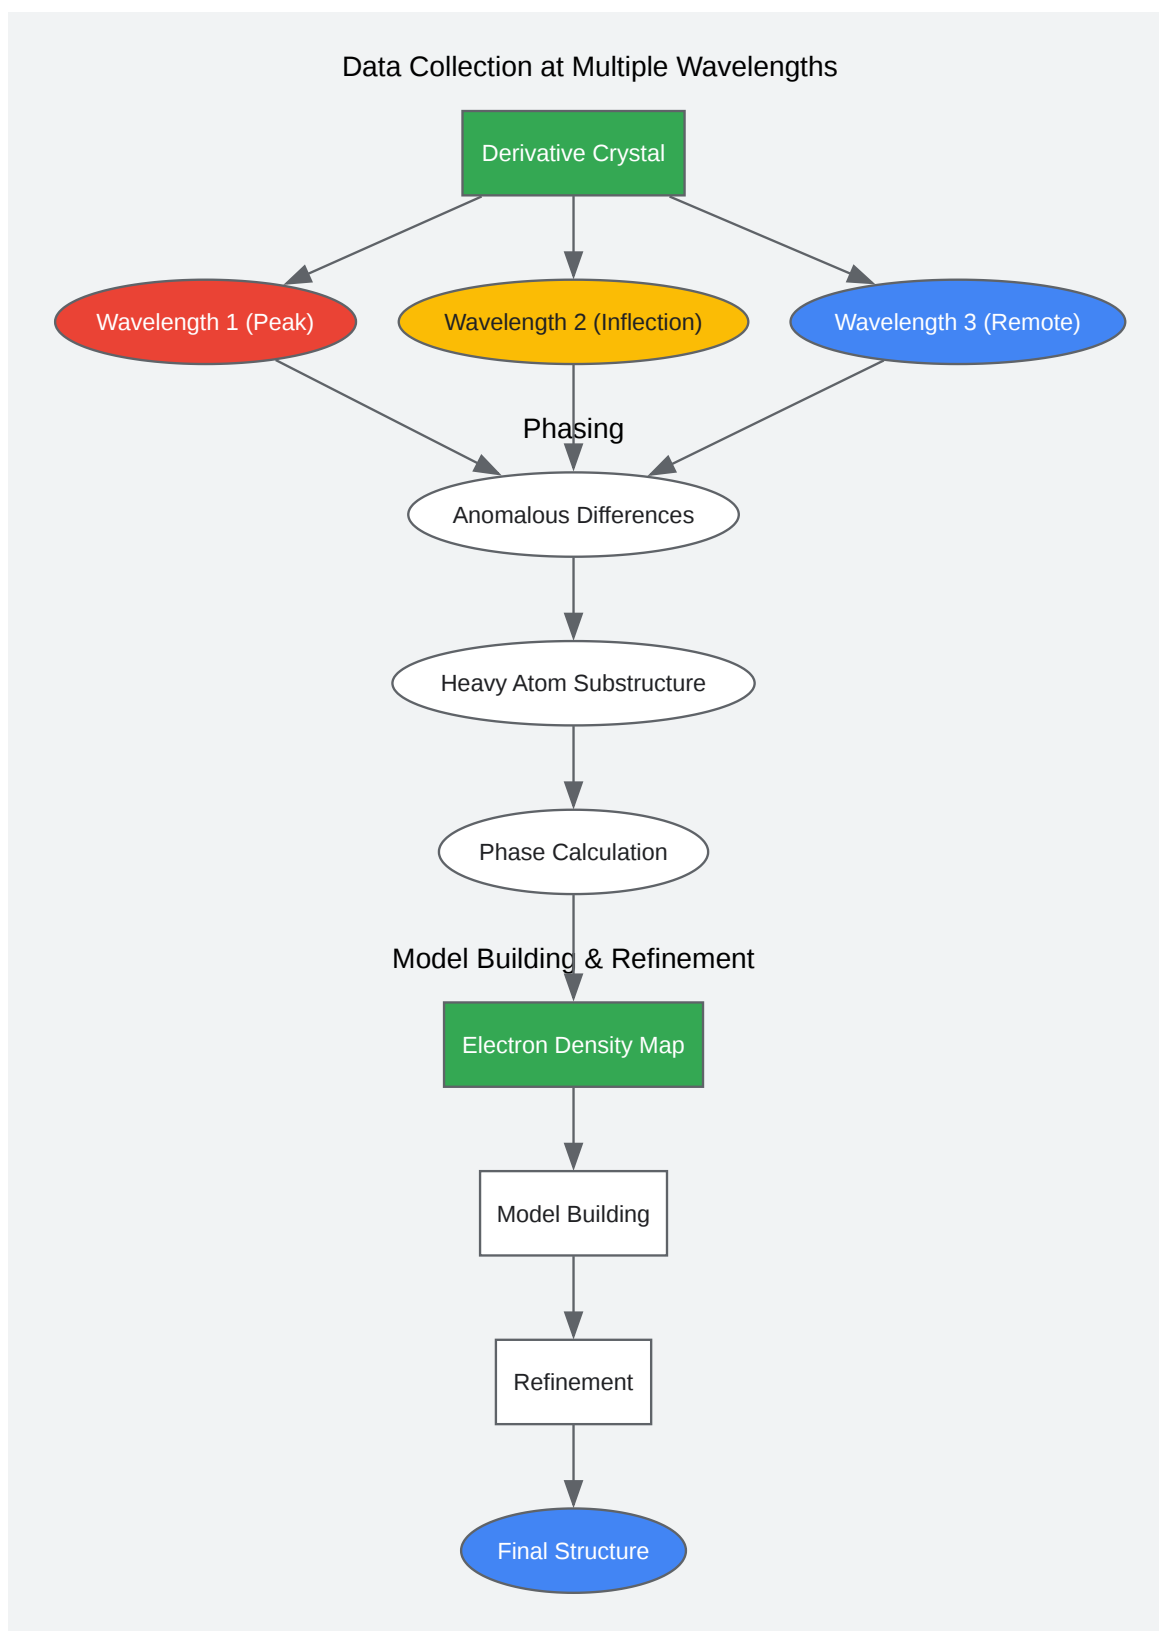 Data Collection at Multiple Wavelengths
Derivative Crystal
Wavelength 1 (Peak)
Wavelength 2 (Inflection)
Wavelength 3 (Remote)
Phasing
Anomalous Differences
Heavy Atom Substructure
Phase Calculation
Model Building & Refinement
Electron Density Map
Model Building
Refinement
Final Structure